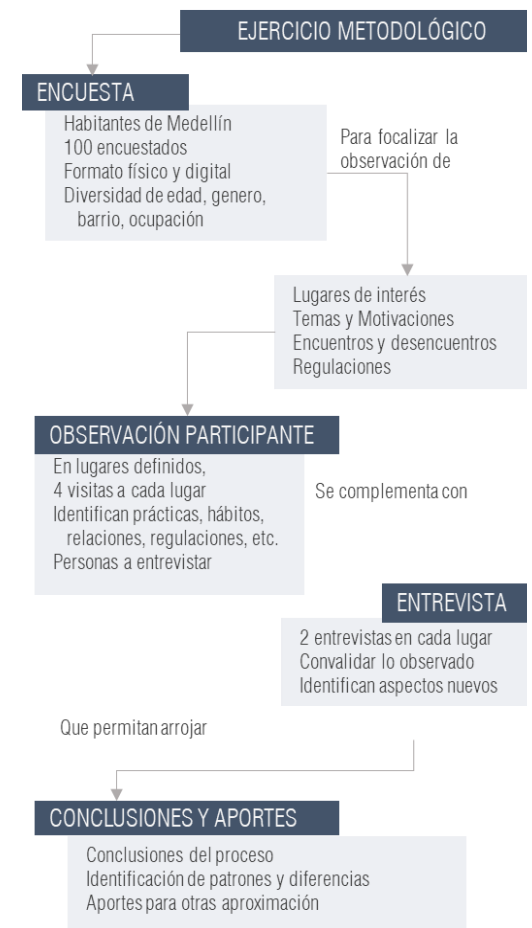 EJERCICIO METODOLÓGICO
ENCUESTA
Habitantes de Medellín
100 encuestados
Formato físico y digital
Diversidad de edad, genero,
barrio, ocupación
Para focalizar la
observación de
Lugares de interés
Temas y Motivaciones
Encuentros y desencuentros
Regulaciones
OBSERVACIÓN PARTICIPANTE
En lugares definidos,
4 visitas a cada lugar
Identifican prácticas, hábitos,
relaciones, regulaciones, etc.
Personas a entrevistar
Se complementa con
ENTREVISTA
2 entrevistas en cada lugar
Convalidar lo observado
Identifican aspectos nuevos
Que permitan arrojar
CONCLUSIONES Y APORTES
Conclusiones del proceso
Identificación de patrones y diferencias
Aportes para otras aproximación